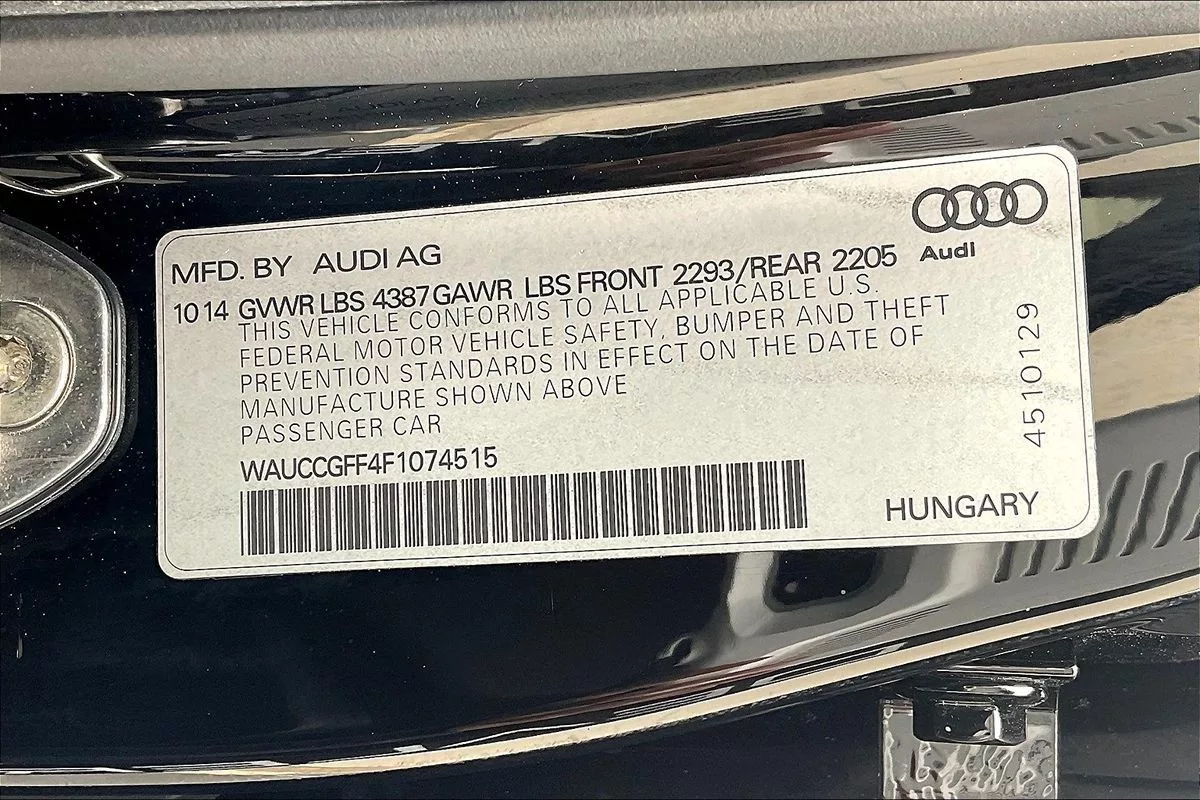 Audi
MFD. BY AUDI AG
10 14 GVWR LBS 4387 GAWR LBS FRONT 2293/REAR 2205
THIS VEHICLE CONFORMS TO ALL APPLICABLE U.S.
FEDERAL MOTOR VEHICLE SAFETY, BUMPER AND THEFT
PREVENTION STANDARDS IN EFFECT ON THE DATE OF
MANUFACTURE SHOWN ABOVE
PASSENGER CAR
WAUCCGFF4F1074515
HUNGARY
4510129